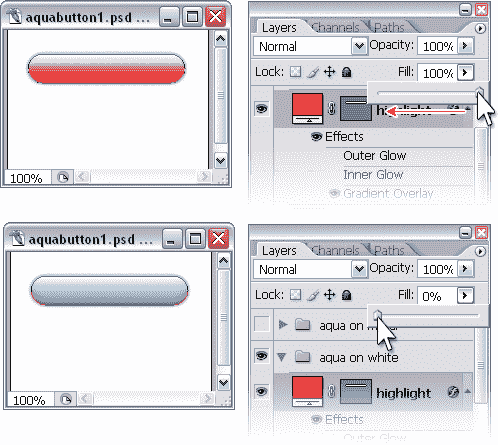 aquabutton1.psd ...
100%
Layers Channels Paths
Normal Opacity: 100%
Lock: Fill: 100%
highlight
Effects
Outer Glow
Inner Glow
Gradient Overlay
aquabutton1.psd ...
100%
Layers Channels Paths
Normal Opacity: 100%
Lock: Fill: 0%
aqua on
aqua on white
highlight
Effects
Outer Glow